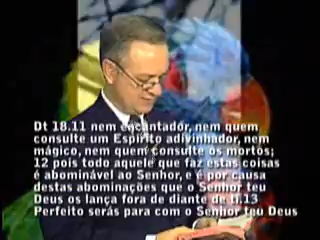 Dt 18.11 nem encantador, nem quem
consulte um Espírito adivinhador, nem
mágico, nem quem consulte os mortos;
12 pois todo aquele que faz estas coisas
é abominável ao Senhor, e é por causa
destas abominações que o Senhor teu
Deus os lança fora de diante de ti.13
Perfeito serás para com o Senhor teu Deus